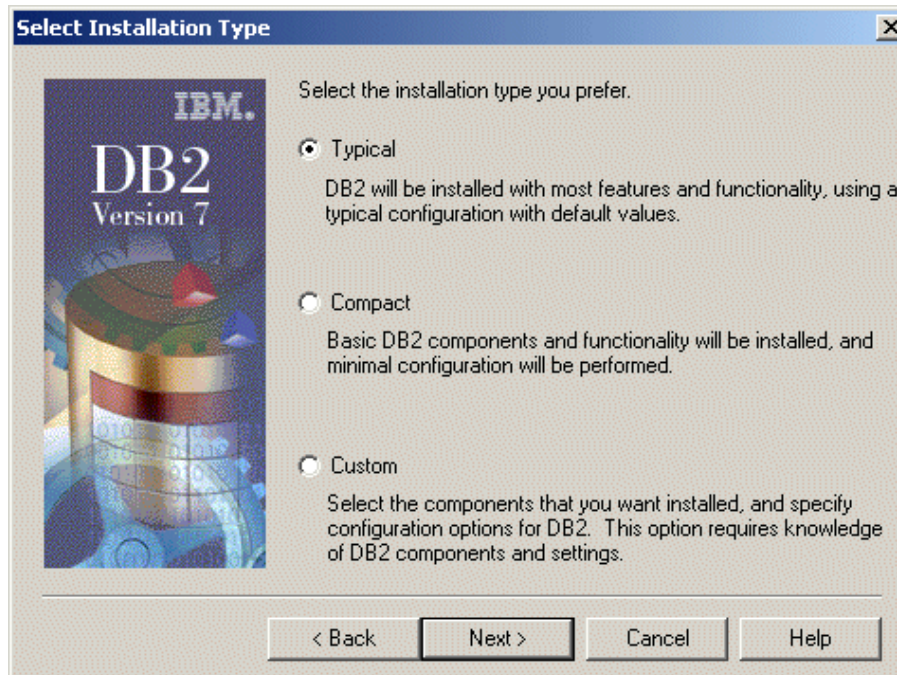 Select Installation Type
IBM.
DB2
Version 7
Select the installation type you prefer.
Typical
DB2 will be installed with most features and functionality, using a
typical configuration with default values.
Compact
Basic DB2 components and functionality will be installed, and
minimal configuration will be performed.
Custom
Select the components that you want installed, and specify
configuration options for DB2.  This option requires knowledge
of DB2 components and settings.
< Back
Next >
Cancel
Help